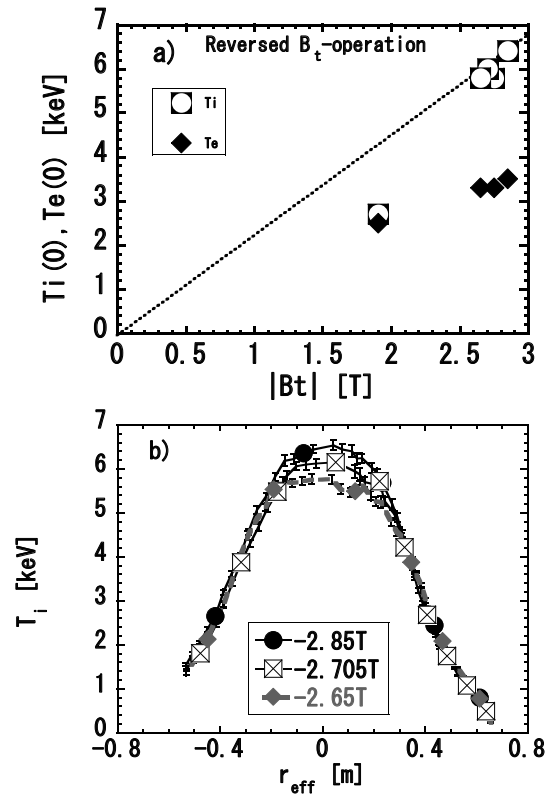 7
a) Reversed Bt-operation
6
5
4
3
2
1
0
Ti(0), Te(0) [keV]
Ti
Te
0 0.5 1 1.5 2 2.5 3
|Bt| [T]
7
b)
6
5
4
3
2
1
0
Ti [keV]
-2.85T
-2.705T
-2.65T
-0.8 -0.4 0 0.4 0.8
reff [m]